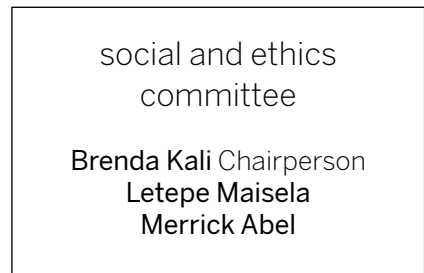 social and ethics
committee
Brenda Kali Chairperson
Letepe Maisela
Merrick Abel